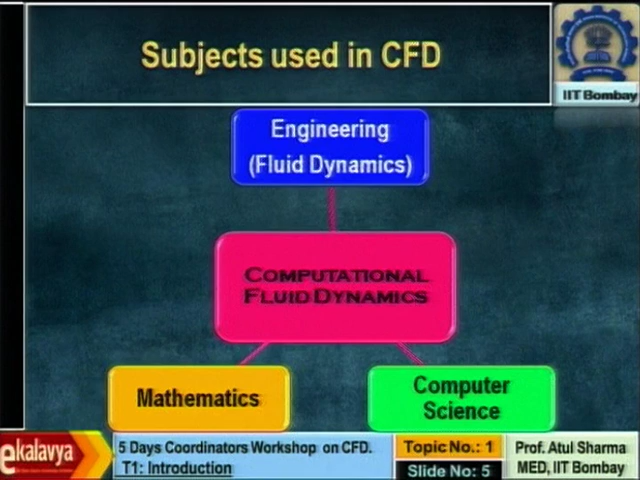 Subjects used in CFD
IIT Bombay
Engineering
(Fluid Dynamics)
COMPUTATIONAL
FLUID DYNAMICS
Mathematics
Computer
Science
ekalavya
5 Days Coordinators Workshop on CFD.
T1: Introduction
Topic No.: 1
Slide No: 5
Prof. Atul Sharma
MED, IIT Bombay